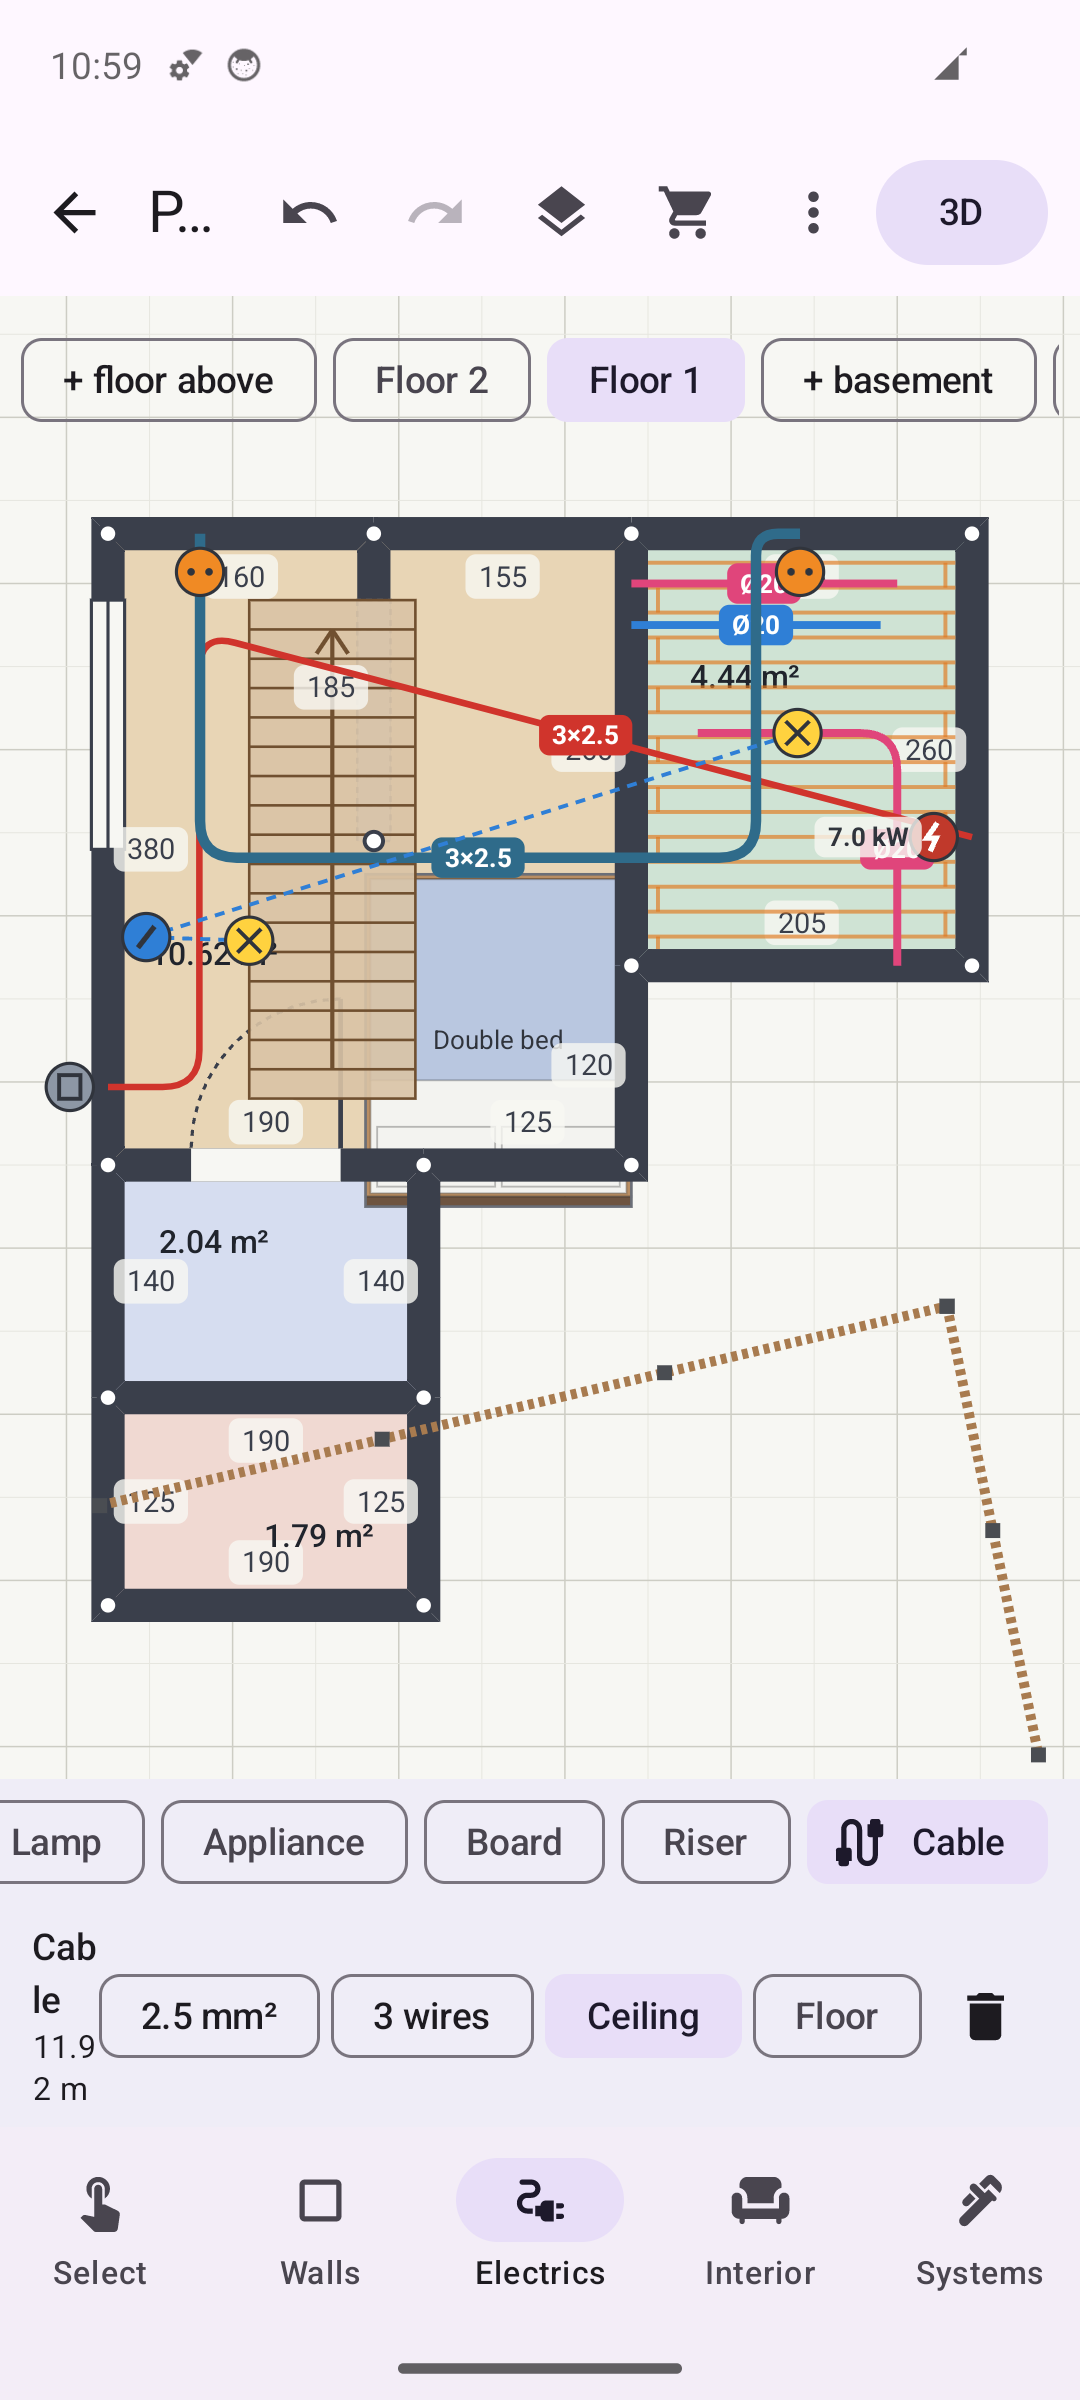 10:59
P...
3D
+ floor above
Floor 2
Floor 1
+ basement
160
155
Ø20
Ø20
4.44 m²
185
3×2.5
260
380
7.0 kW
3×2.5
205
10.62
Double bed
120
190
125
2.04 m²
140
140
190
125
125
1.79 m²
190
Lamp
Appliance
Board
Riser
Cable
Cab
le
11.9
2 m
2.5 mm²
3 wires
Ceiling
Floor
Select
Walls
Electrics
Interior
Systems